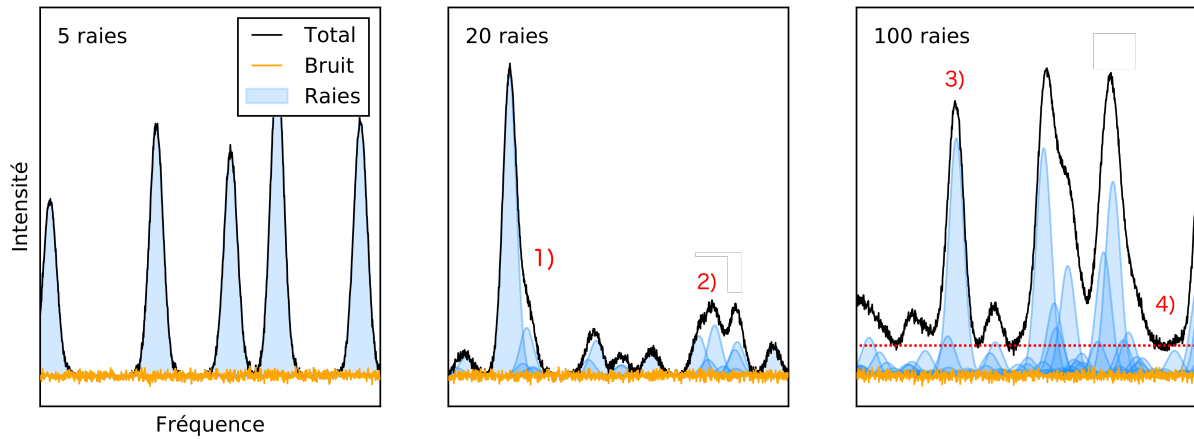 5 raies
Total
Bruit
Raies
Intensité
Fréquence
20 raies
1)
2)
100 raies
3)
4)